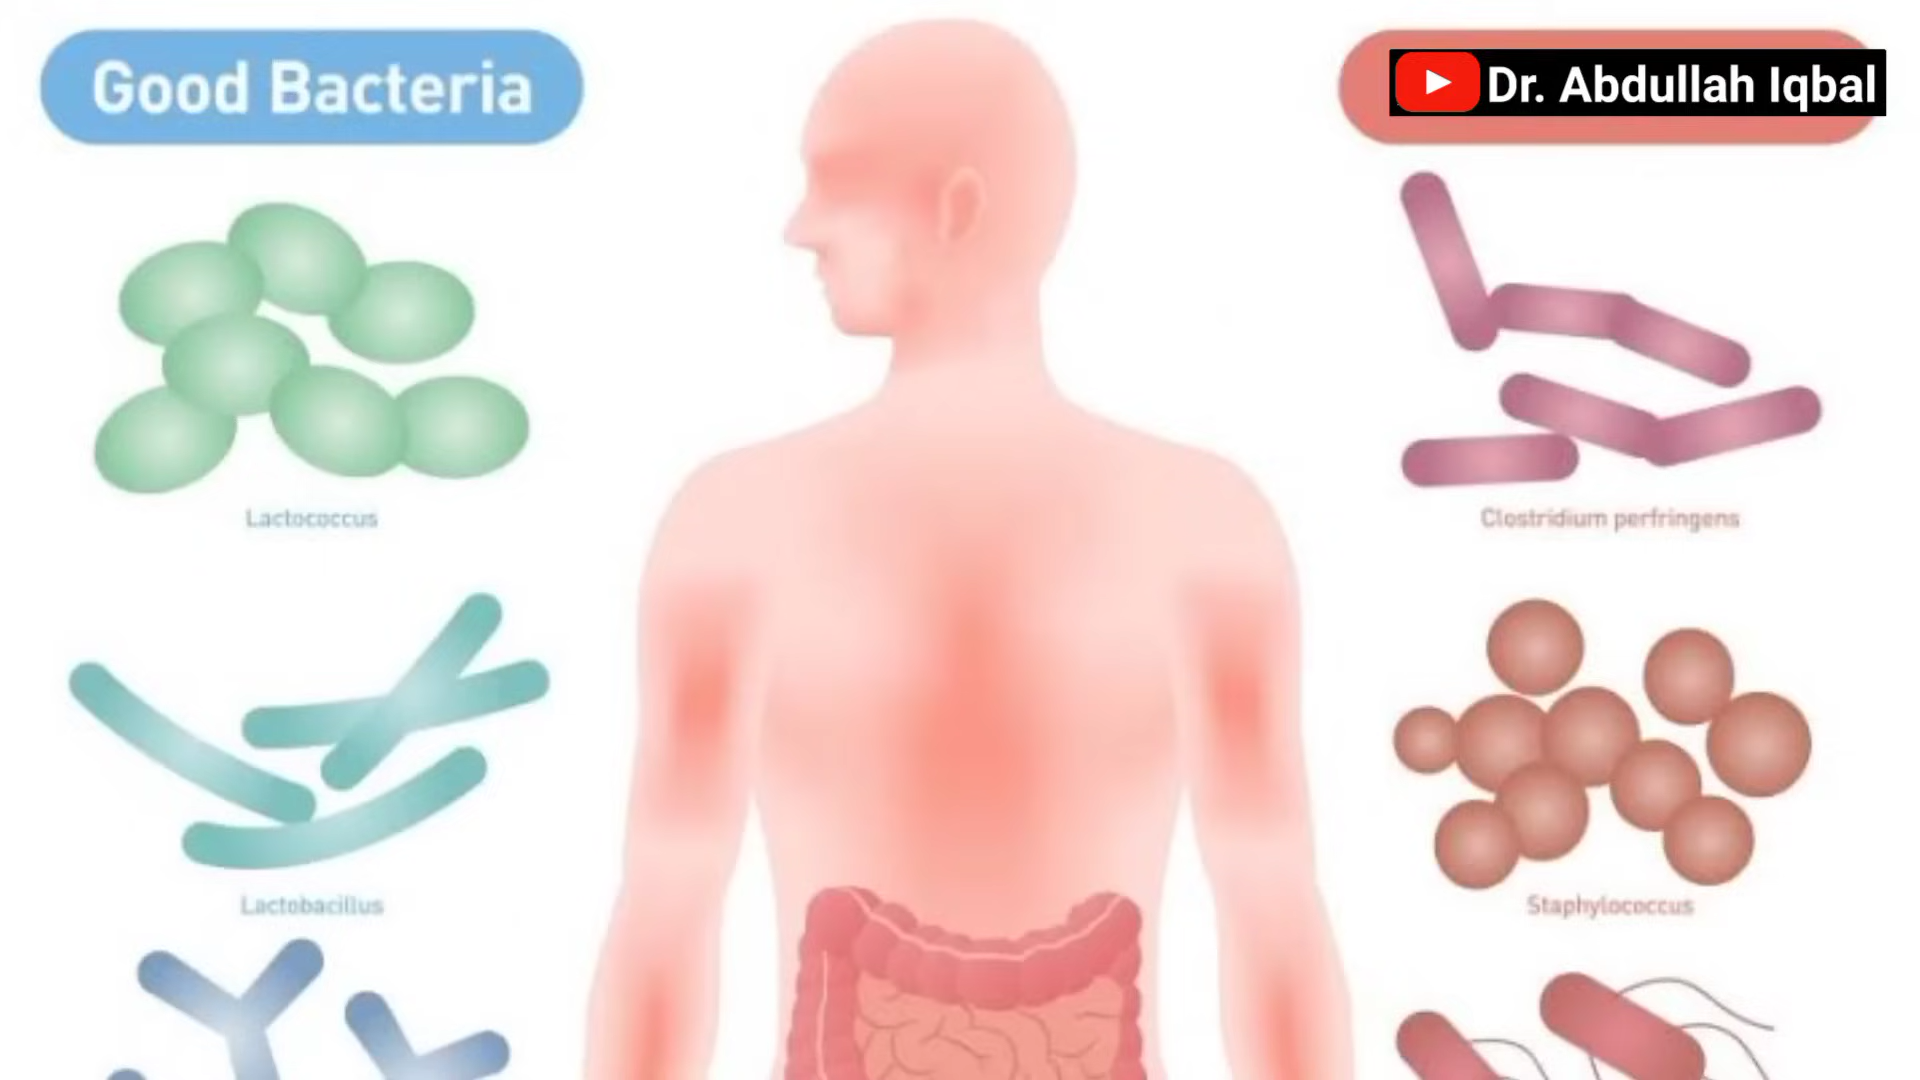 Good Bacteria
Dr. Abdullah Iqbal
Lactococcus
Clostridium perfringens
Lactobacillus
Staphylococcus